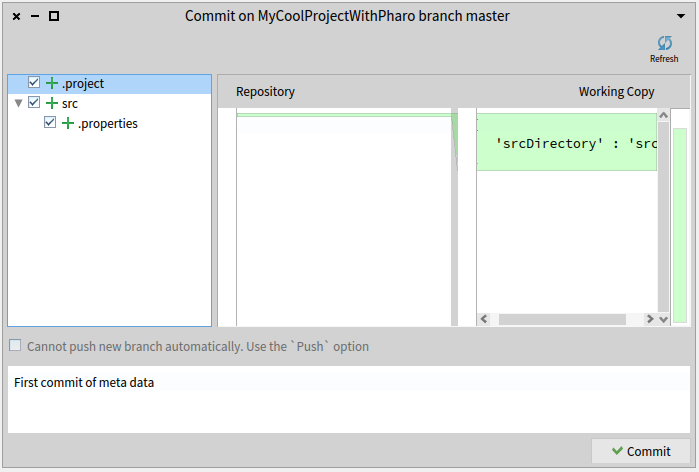 Commit on MyCoolProjectWithPharo branch master
Refresh
.project
src
.properties
Repository
Working Copy
'srcDirectory' : 'src
Cannot push new branch automatically. Use the `Push` option
First commit of meta data
Commit